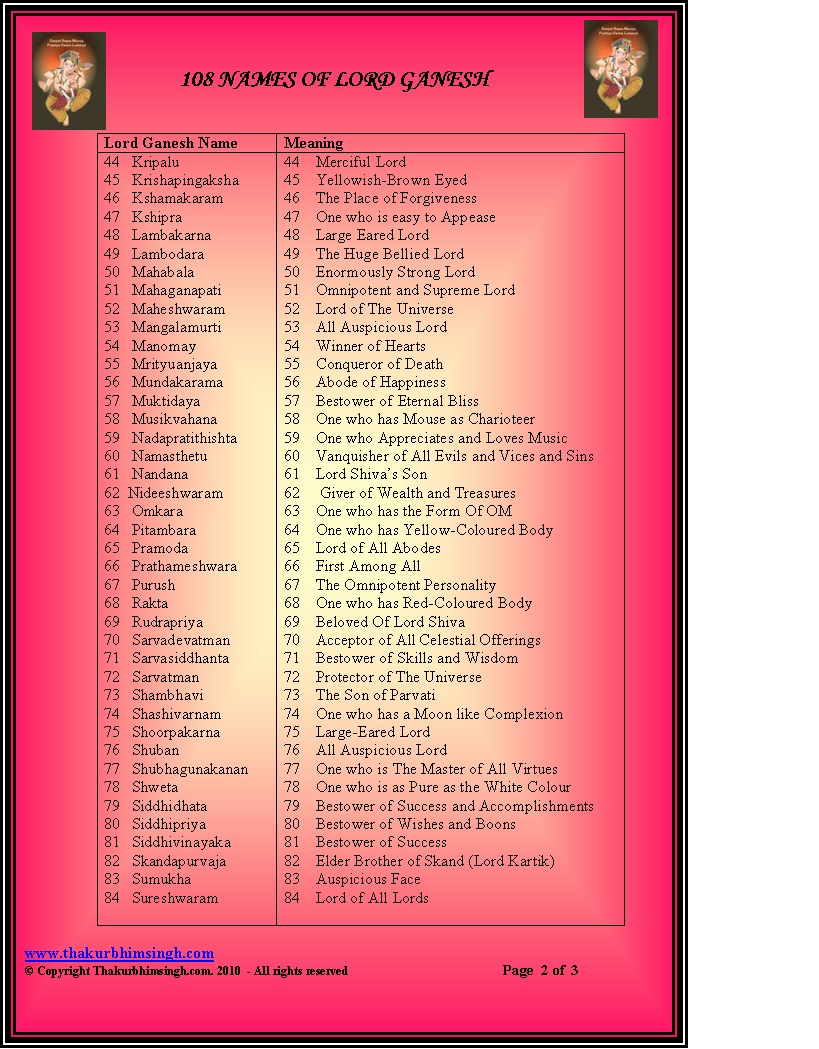 108 NAMES OF LORD GANESH
Lord Ganesh Name Meaning
44 Kripalu 44 Merciful Lord
45 Krishapingaksha 45 Yellowish-Brown Eyed
46 Kshamakaram 46 The Place of Forgiveness
47 Kshipra 47 One who is easy to Appease
48 Lambakarna 48 Large Eared Lord
49 Lambodara 49 The Huge Bellied Lord
50 Mahabala 50 Enormously Strong Lord
51 Mahaganapati 51 Omnipotent and Supreme Lord
52 Maheshwaram 52 Lord of The Universe
53 Mangalamurti 53 All Auspicious Lord
54 Manomay 54 Winner of Hearts
55 Mrityuanjaya 55 Conqueror of Death
56 Mundakarama 56 Abode of Happiness
57 Muktidaya 57 Bestower of Eternal Bliss
58 Musikvahana 58 One who has Mouse as Charioteer
59 Nadapratithishta 59 One who Appreciates and Loves Music
60 Namasthetu 60 Vanquisher of All Evils and Vices and Sins
61 Nandana 61 Lord Shiva's Son
62 Nideeshwaram 62 Giver of Wealth and Treasures
63 Omkara 63 One who has the Form Of OM
64 Pitambara 64 One who has Yellow-Coloured Body
65 Pramoda 65 Lord of All Abodes
66 Prathameshwara 66 First Among All
67 Purush 67 The Omnipotent Personality
68 Rakta 68 One who has Red-Coloured Body
69 Rudrapriya 69 Beloved Of Lord Shiva
70 Sarvadevatman 70 Acceptor of All Celestial Offerings
71 Sarvasiddhanta 71 Bestower of Skills and Wisdom
72 Sarvatman 72 Protector of The Universe
73 Shambhavi 73 The Son of Parvati
74 Shashivarnam 74 One who has a Moon like Complexion
75 Shoorpakarna 75 Large-Eared Lord
76 Shuban 76 All Auspicious Lord
77 Shubhagunakanan 77 One who is The Master of All Virtues
78 Shweta 78 One who is as Pure as the White Colour
79 Siddhidhata 79 Bestower of Success and Accomplishments
80 Siddhipriya 80 Bestower of Wishes and Boons
81 Siddhivinayaka 81 Bestower of Success
82 Skandapurvaja 82 Elder Brother of Skand (Lord Kartik)
83 Sumukha 83 Auspicious Face
84 Sureshwaram 84 Lord of All Lords
www.thakurbhimsingh.com
© Copyright Thakurbhimsingh.com. 2010 - All rights reserved Page 2 of 3